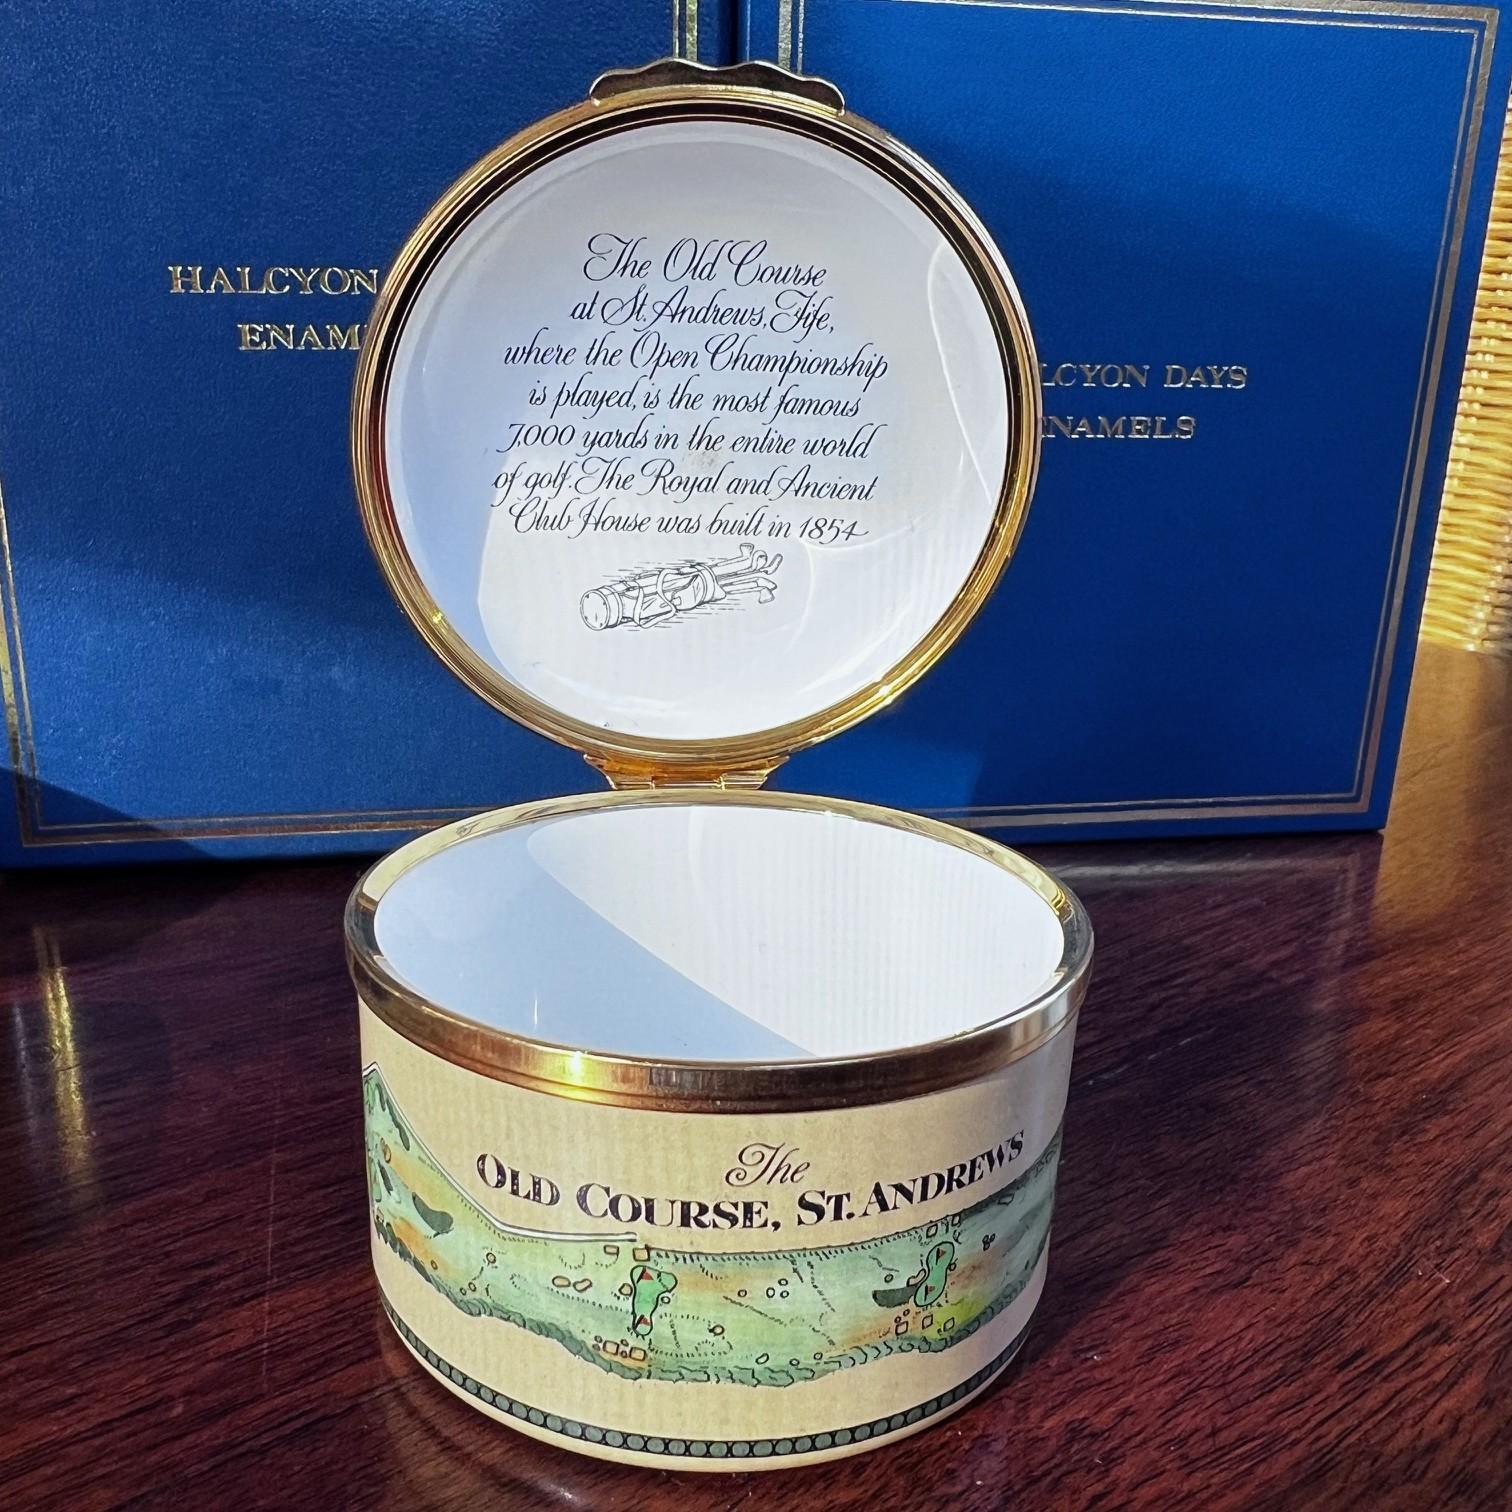 HALCYON
ENAM
LCYON DAYS
NAMELS
The Old Course
at St. Andrews, Fife,
where the Open Championship
is played, is the most famous
7,000 yards in the entire world
of golf. The Royal and Ancient
Club House was built in 1854
The
OLD COURSE, ST. ANDREWS